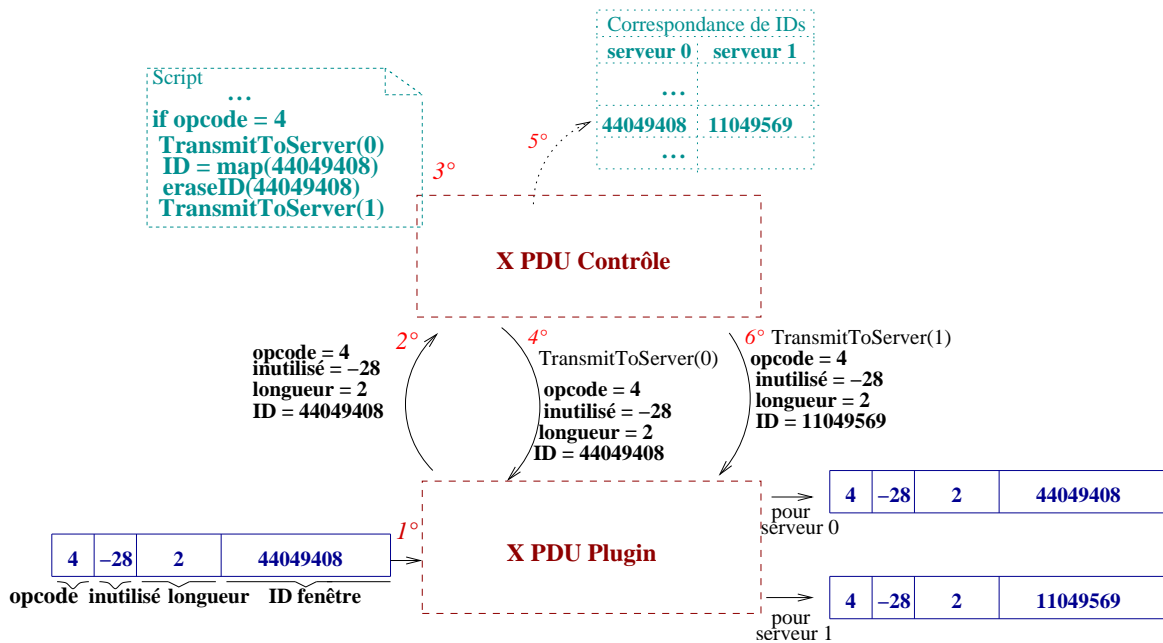 Correspondance de IDs
serveur 0 serveur 1
...
44049408 11049569
...
Script
...
if opcode = 4
TransmitToServer(0)
ID = map(44049408)
eraseID(44049408)
TransmitToServer(1)
3°
5°
X PDU Contrôle
2°
opcode = 4
inutilisé = −28
longueur = 2
ID = 44049408
4°
TransmitToServer(0)
opcode = 4
inutilisé = −28
longueur = 2
ID = 44049408
6° TransmitToServer(1)
opcode = 4
inutilisé = −28
longueur = 2
ID = 11049569
1°
4 −28 2 44049408
opcode inutilisé longueur ID fenêtre
X PDU Plugin
pour
serveur 0
4 −28 2 44049408
pour
serveur 1
4 −28 2 11049569